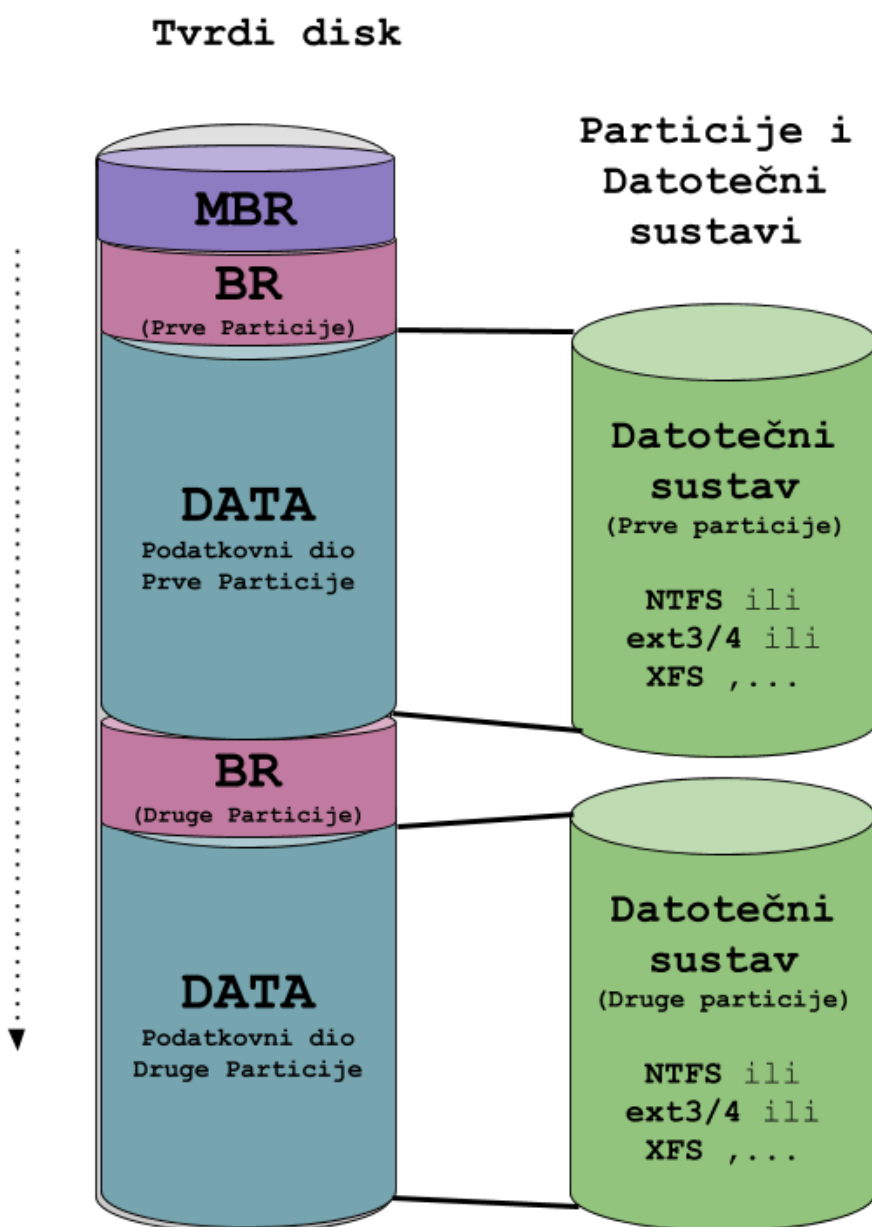 Tvrdi disk
Particije i
Datotečni
sustavi
MBR
BR
(Prve Particije)
DATA
Podatkovni dio
Prve Particije
BR
(Druge Particije)
DATA
Podatkovni dio
Druge Particije
Datotečni
sustav
(Prve particije)
NTFS ili
ext3/4 ili
XFS ,...
Datotečni
sustav
(Druge particije)
NTFS ili
ext3/4 ili
XFS ,...